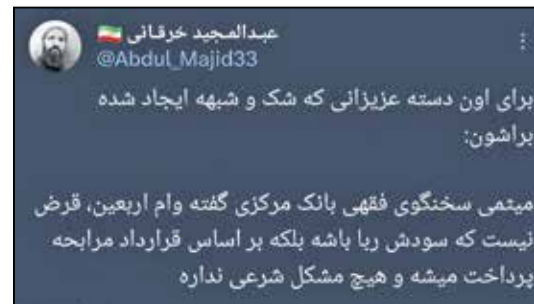 عبدالمجید خرقانی
@Abdul_Majid33
برای اون دسته عزیزانی که شک و شبهه ایجاد شده
براشون:
میثمی سخنگوی فقهی بانک مرکزی گفته وام اربعین، قرض
نیست که سودش ربا باشه بلکه بر اساس قرارداد مرابحه
پرداخت میشه و هیچ مشکل شرعی نداره